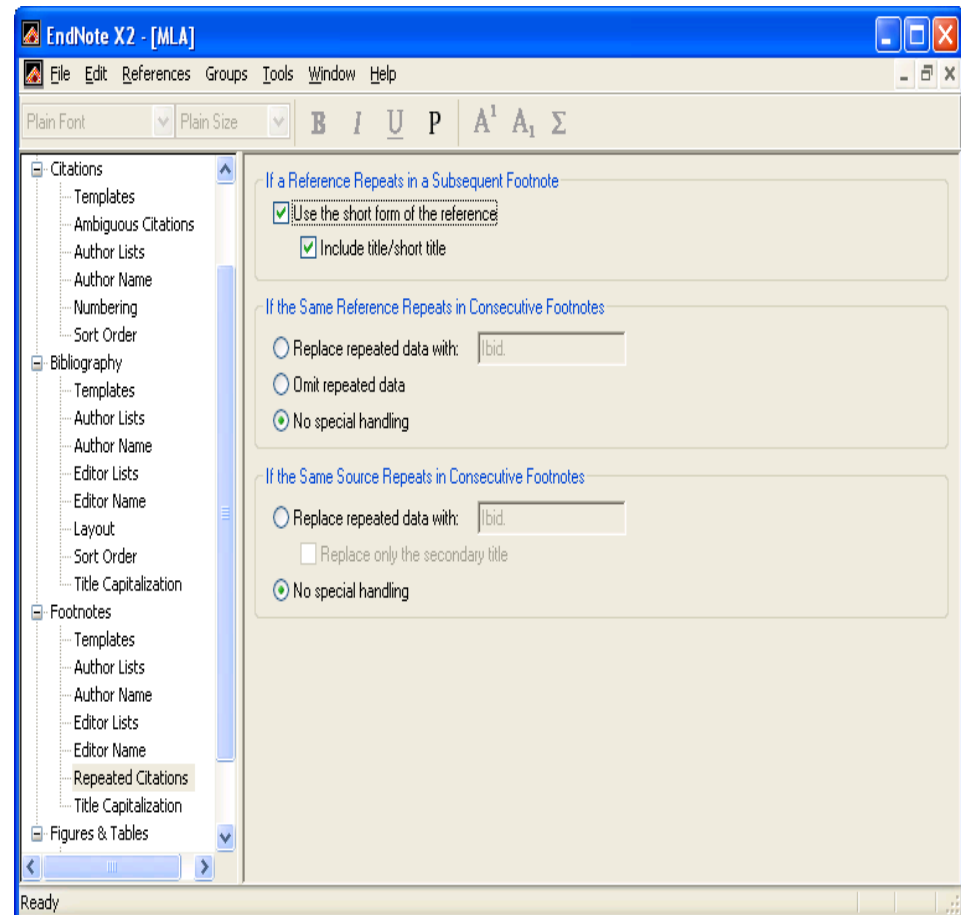 EndNote X2 - [MLA]
File Edit References Groups Tools Window Help
Plain Font Plain Size B I U P A¹ A₁ Σ
Citations
Templates
Ambiguous Citations
Author Lists
Author Name
Numbering
Sort Order
Bibliography
Templates
Author Lists
Author Name
Editor Lists
Editor Name
Layout
Sort Order
Title Capitalization
Footnotes
Templates
Author Lists
Author Name
Editor Lists
Editor Name
Repeated Citations
Title Capitalization
Figures & Tables
If a Reference Repeats in a Subsequent Footnote
Use the short form of the reference
Include title/short title
If the Same Reference Repeats in Consecutive Footnotes
Replace repeated data with: Ibid.
Omit repeated data
No special handling
If the Same Source Repeats in Consecutive Footnotes
Replace repeated data with: Ibid.
Replace only the secondary title
No special handling
Ready